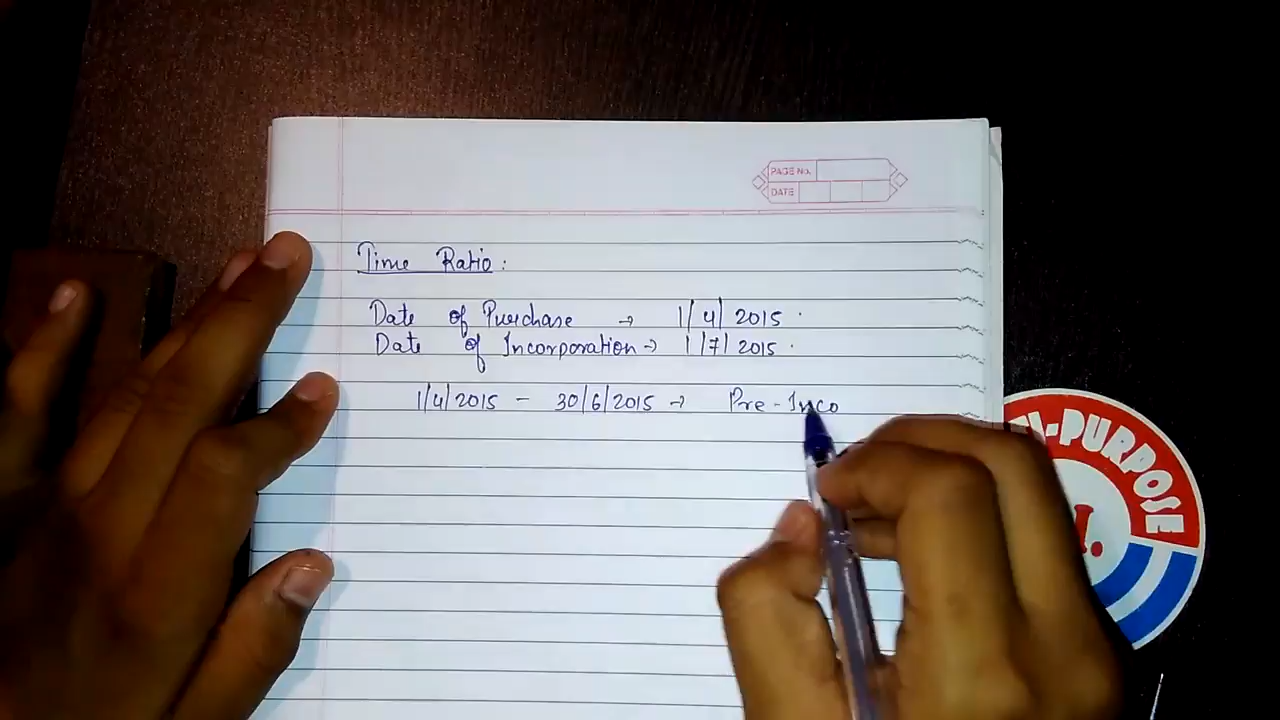 PAGE No.
DATE
Time Ratio :
Date of Purchase → 1/4/2015 .
Date of Incorporation → 1/7/2015 .
1/4/2015 - 30/6/2015 → Pre - Inco
-PURPOSE